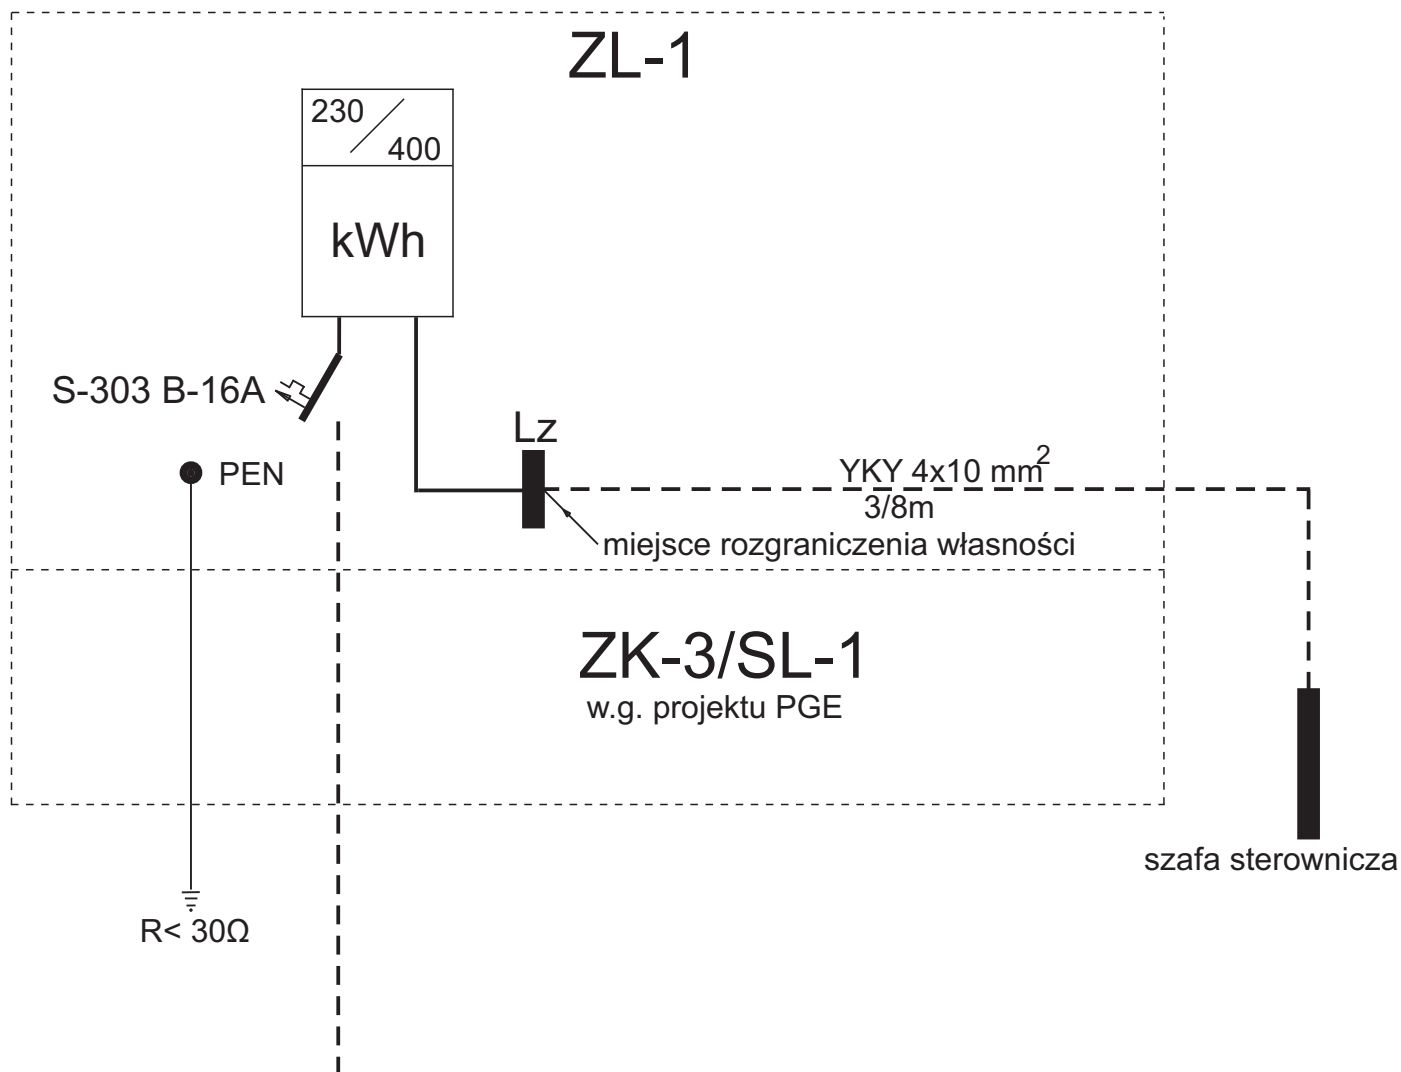 ZL-1
230
400
kWh
S-303 B-16A
Lz
PEN
YKY 4x10 mm²
3/8m
miejsce rozgraniczenia własności
ZK-3/SL-1
w.g. projektu PGE
szafa sterownicza
R< 30Ω